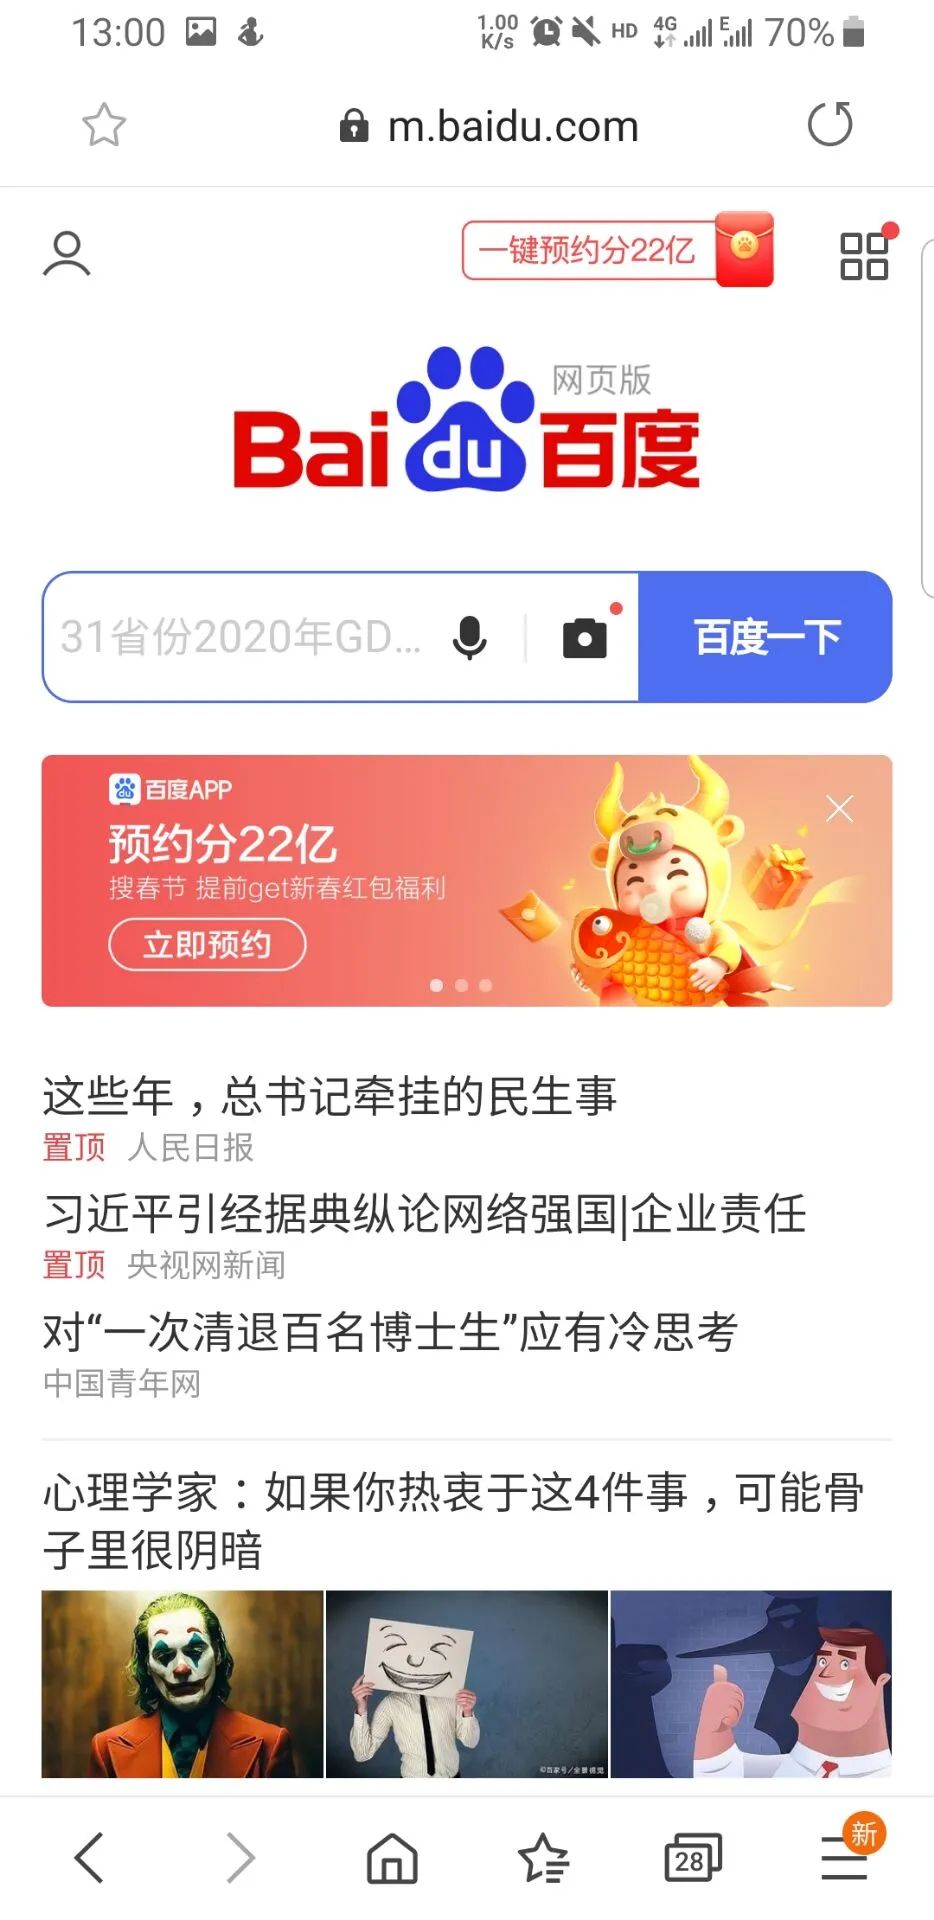 13:00
1.00
K/s
HD
4G
E
70%
m.baidu.com
一键预约分22亿
网页版
Bai du 百度
31省份2020年GD...
百度一下
du 百度APP
预约分22亿
搜春节 提前get新春红包福利
立即预约
这些年，总书记牵挂的民生事
置顶 人民日报
习近平引经据典纵论网络强国|企业责任
置顶 央视网新闻
对“一次清退百名博士生”应有冷思考
中国青年网
心理学家：如果你热衷于这4件事，可能骨
子里很阴暗
©百家号/全景视觉
28
新